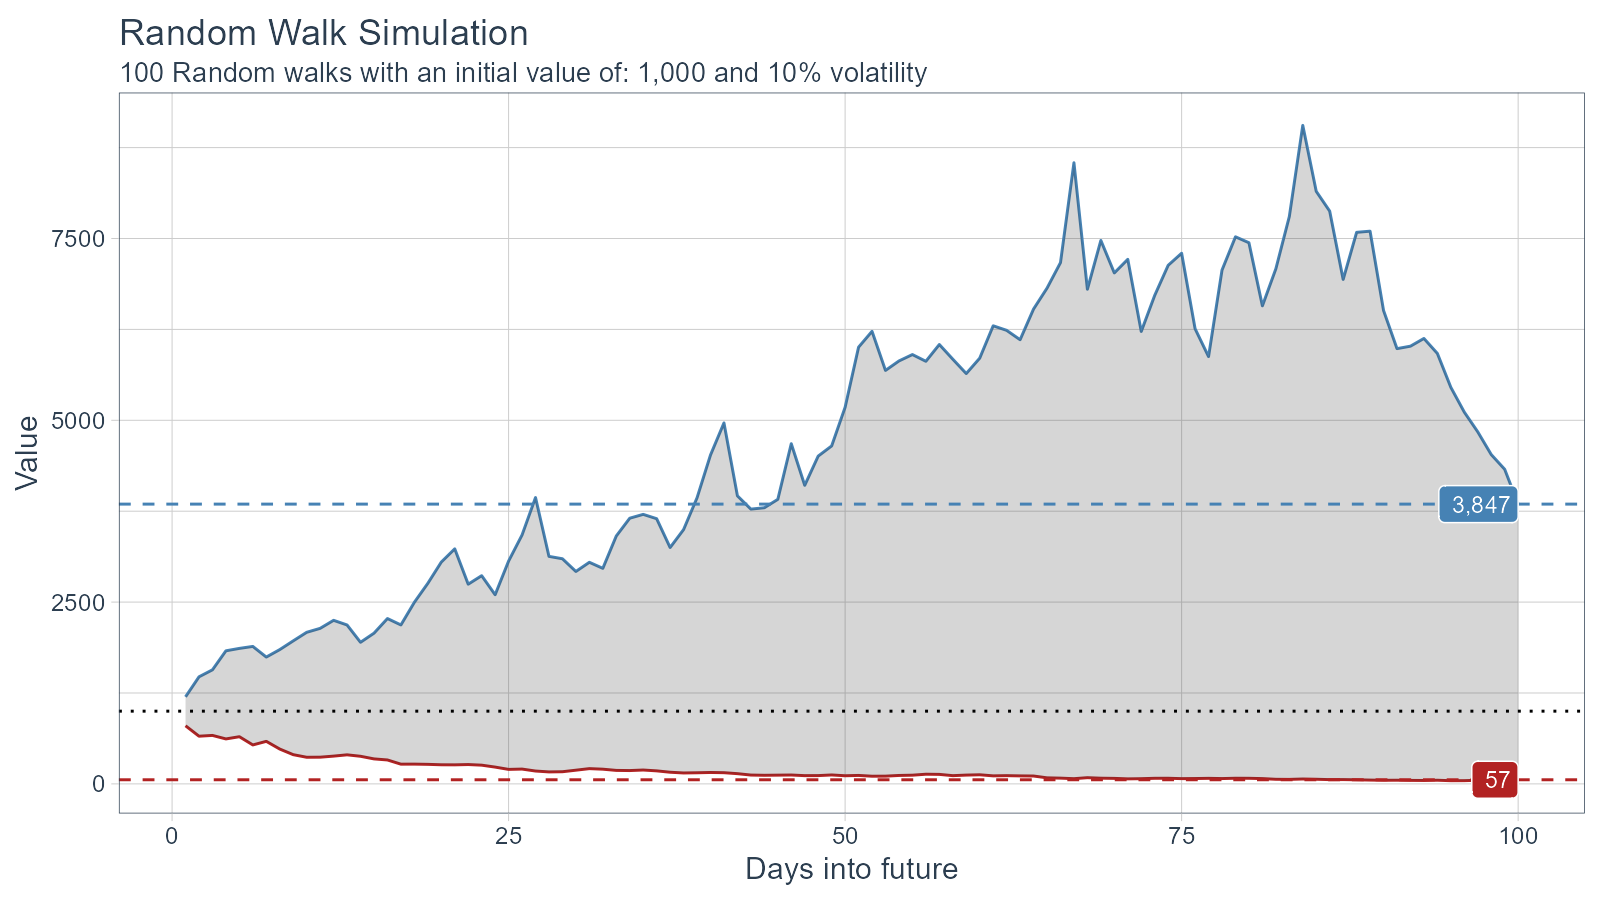 Random Walk Simulation
100 Random walks with an initial value of: 1,000 and 10% volatility
Value
7500
5000
2500
0
3,847
57
0 25 50 75 100
Days into future